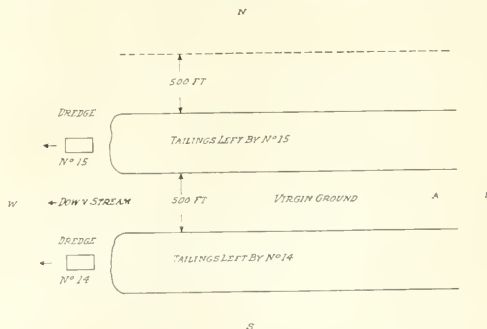 N
500 FT
DREDGE
TAILINGS LEFT BY Nº 15
Nº 15
W
← DOWN STREAM
500 FT
VIRGIN GROUND
A
DREDGE
TAILINGS LEFT BY Nº 14
Nº 14
S